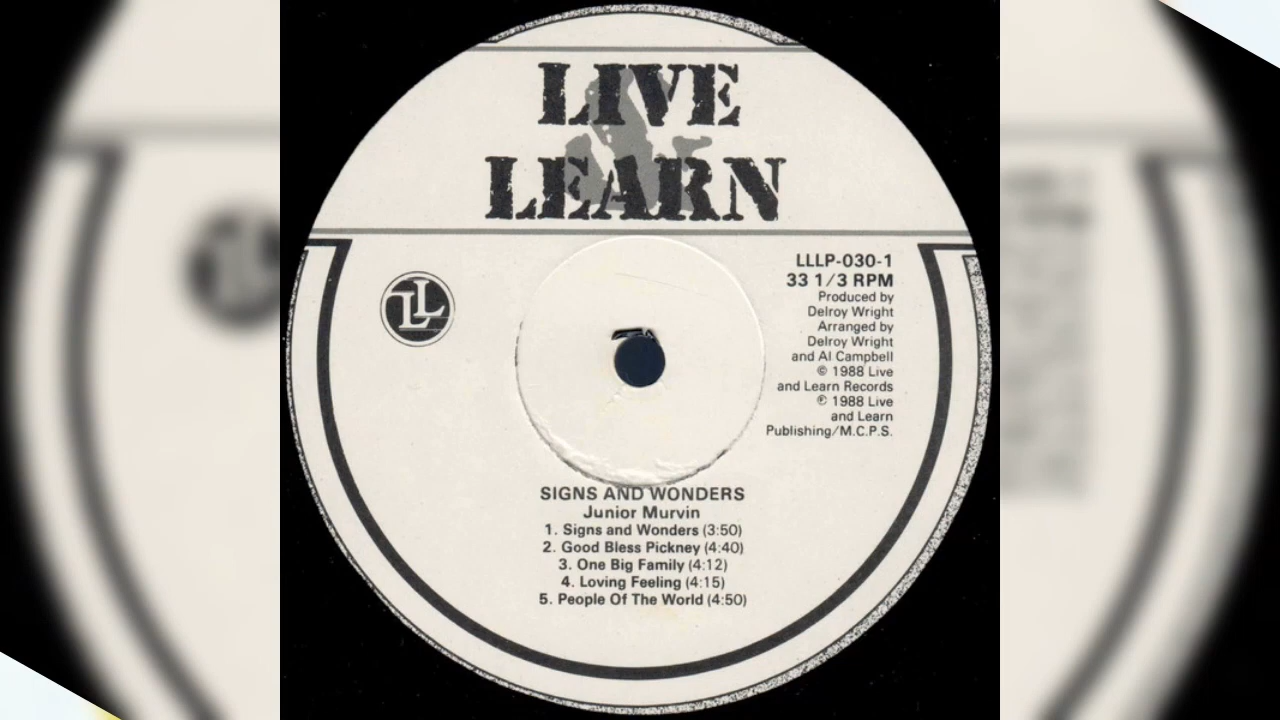 LIVE
&
LEARN
LL
LLLP-030-1
33 1/3 RPM
Produced by
Delroy Wright
Arranged by
Delroy Wright
and Al Campbell
© 1988 Live
and Learn Records
℗ 1988 Live
and Learn
Publishing/M.C.P.S.
SIGNS AND WONDERS
Junior Murvin
1. Signs and Wonders (3:50)
2. Good Bless Pickney (4:40)
3. One Big Family (4:12)
4. Loving Feeling (4:15)
5. People Of The World (4:50)